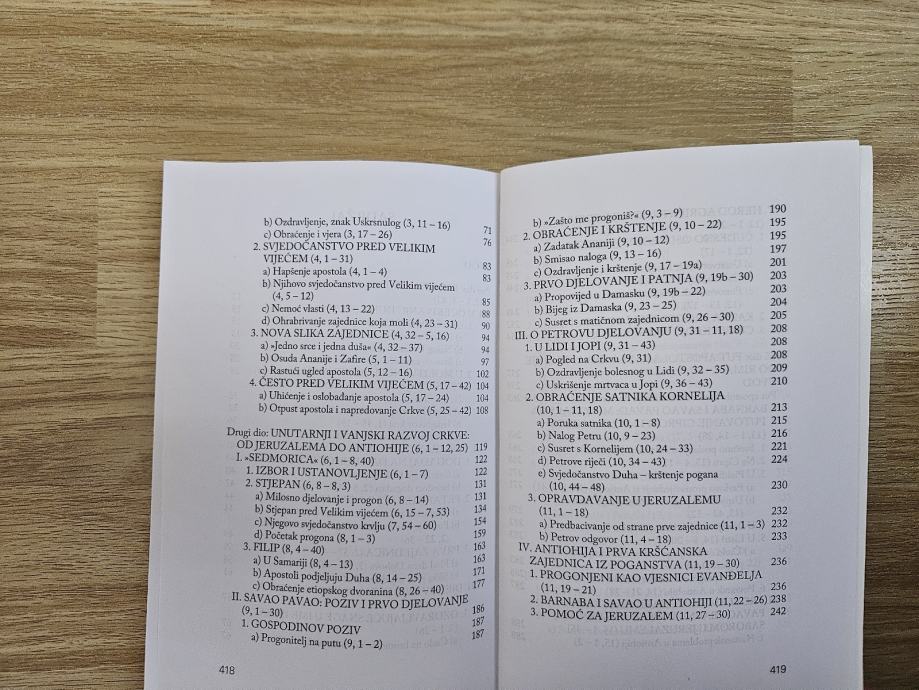 b) Ozdravljenje, znak Uskrsnulog (3, 11 – 16) 71
c) Obraćenje i vjera (3, 17 – 26) 76
2. SVJEDOČANSTVO PRED VELIKIM
VIJEĆEM (4, 1 – 31) 83
a) Hapšenje apostola (4, 1 – 4) 83
b) Njihovo svjedočanstvo pred Velikim vijećem
(4, 5 – 12) 85
c) Nemoć vlasti (4, 13 – 22) 88
d) Ohrabrivanje zajednice koja moli (4, 23 – 31) 90
3. NOVA SLIKA ZAJEDNICE (4, 32 – 5, 16) 94
a) »Jedno srce i jedna duša« (4, 32 – 37) 94
b) Osuda Ananije i Zafire (5, 1 – 11) 97
c) Rastući ugled apostola (5, 12 – 16) 102
4. ČESTO PRED VELIKIM VIJEĆEM (5, 17 – 42) 104
a) Uhićenje i oslobađanje apostola (5, 17 – 24) 104
b) Otpust apostola i napredovanje Crkve (5, 25 – 42) 108
Drugi dio: UNUTARNJI I VANJSKI RAZVOJ CRKVE:
OD JERUZALEMA DO ANTIOHIJE (6, 1 – 12, 25) 119
I. »SEDMORICA« (6, 1 – 8, 40) 122
1. IZBOR I USTANOVLJENJE (6, 1 – 7) 122
2. STJEPAN (6, 8 – 8, 3) 131
a) Milosno djelovanje i progon (6, 8 – 14) 131
b) Stjepan pred Velikim vijećem (6, 15 – 7, 53) 134
c) Njegovo svjedočanstvo krvlju (7, 54 – 60) 154
d) Početak progona (8, 1 – 3) 159
3. FILIP (8, 4 – 40) 163
a) U Samariji (8, 4 – 13) 163
b) Apostoli podjeljuju Duha (8, 14 – 25) 171
c) Obraćenje etiopskog dvoranina (8, 26 – 40) 177
II. SAVAO PAVAO: POZIV I PRVO DJELOVANJE
(9, 1 – 30) 186
1. GOSPODINOV POZIV 187
a) Progonitelj na putu (9, 1 – 2) 187
418
b) »Zašto me progoniš?« (9, 3 – 9) 190
2. OBRAĆENJE I KRŠTENJE (9, 10 – 22) 195
a) Zadatak Ananiji (9, 10 – 12) 195
b) Smisao naloga (9, 13 – 16) 197
c) Ozdravljenje i krštenje (9, 17 – 19a) 201
3. PRVO DJELOVANJE I PATNJA (9, 19b – 30) 203
a) Propovijed u Damasku (9, 19b – 22) 203
b) Bijeg iz Damaska (9, 23 – 25) 204
c) Susret s matičnom zajednicom (9, 26 – 30) 205
III. O PETROVU DJELOVANJU (9, 31 – 11, 18) 208
1. U LIDI I JOPI (9, 31 – 43) 208
a) Pogled na Crkvu (9, 31) 208
b) Ozdravljenje bolesnog u Lidi (9, 32 – 35) 209
c) Uskrišenje mrtvaca u Jopi (9, 36 – 43) 210
2. OBRAĆENJE SATNIKA KORNELIJA
(10, 1 – 11, 18) 213
a) Poruka satnika (10, 1 – 8) 215
b) Nalog Petru (10, 9 – 23) 216
c) Susret s Kornelijem (10, 24 – 33) 221
d) Petrove riječi (10, 34 – 43) 224
e) Svjedočanstvo Duha – krštenje pogana
(10, 44 – 48) 230
3. OPRAVDAVANJE U JERUZALEMU
(11, 1 – 18) 232
a) Predbacivanje od strane prve zajednice (11, 1 – 3) 232
b) Petrov odgovor (11, 4 – 18) 233
IV. ANTIOHIJA I PRVA KRŠĆANSKA
ZAJEDNICA IZ POGANSTVA (11, 19 – 30) 236
1. PROGONJENI KAO VJESNICI EVANĐELJA
(11, 19 – 21) 236
2. BARNABA I SAVAO U ANTIOHIJI (11, 22 – 26) 238
3. POMOĆ ZA JERUZALEM (11, 27 – 30) 242
419